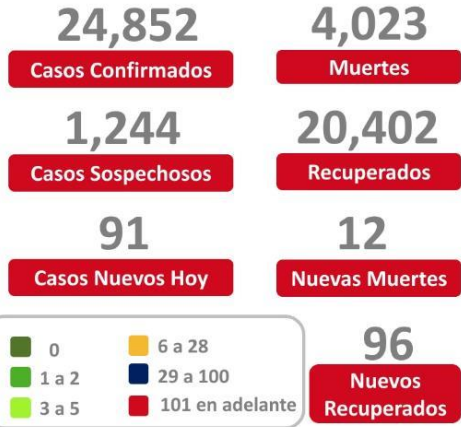 24,852 4,023
Casos Confirmados Muertes
1,244 20,402
Casos Sospechosos Recuperados
91 12
Casos Nuevos Hoy Nuevas Muertes
0 6 a 28
1 a 2 29 a 100
3 a 5 101 en adelante
96
Nuevos
Recuperados